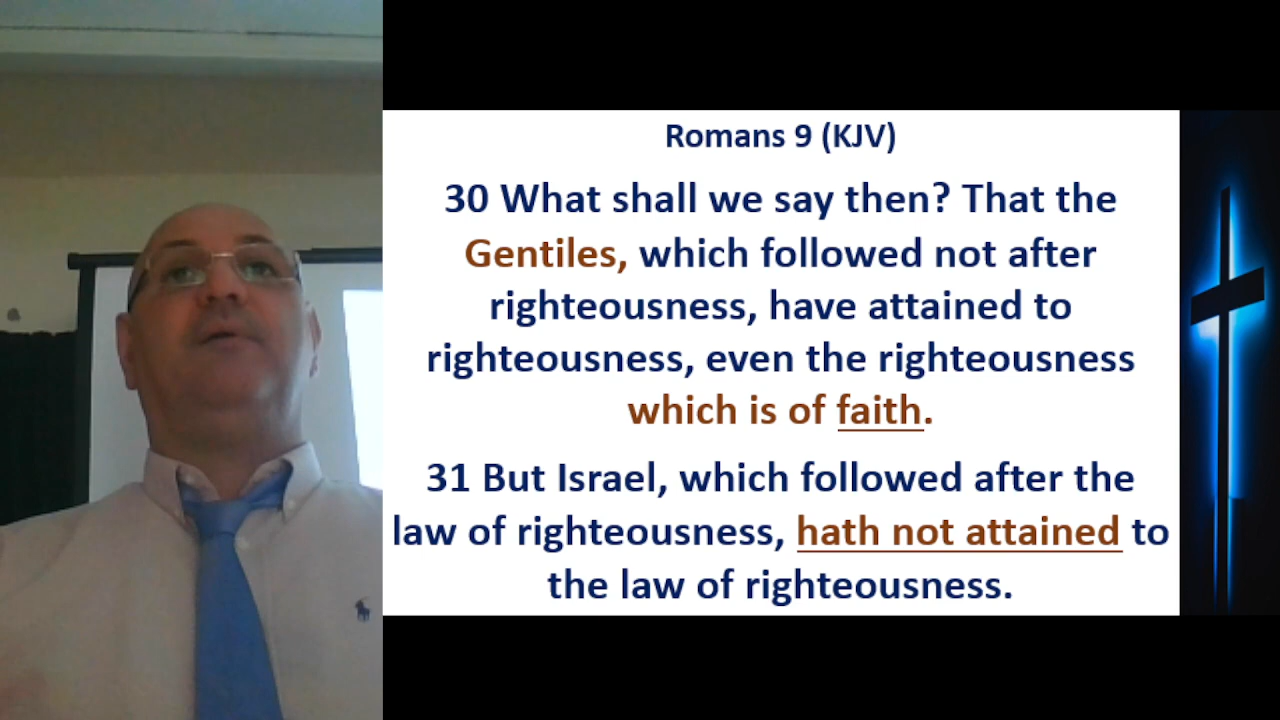 Romans 9 (KJV)
30 What shall we say then? That the
Gentiles, which followed not after
righteousness, have attained to
righteousness, even the righteousness
which is of faith.
31 But Israel, which followed after the
law of righteousness, hath not attained to
the law of righteousness.